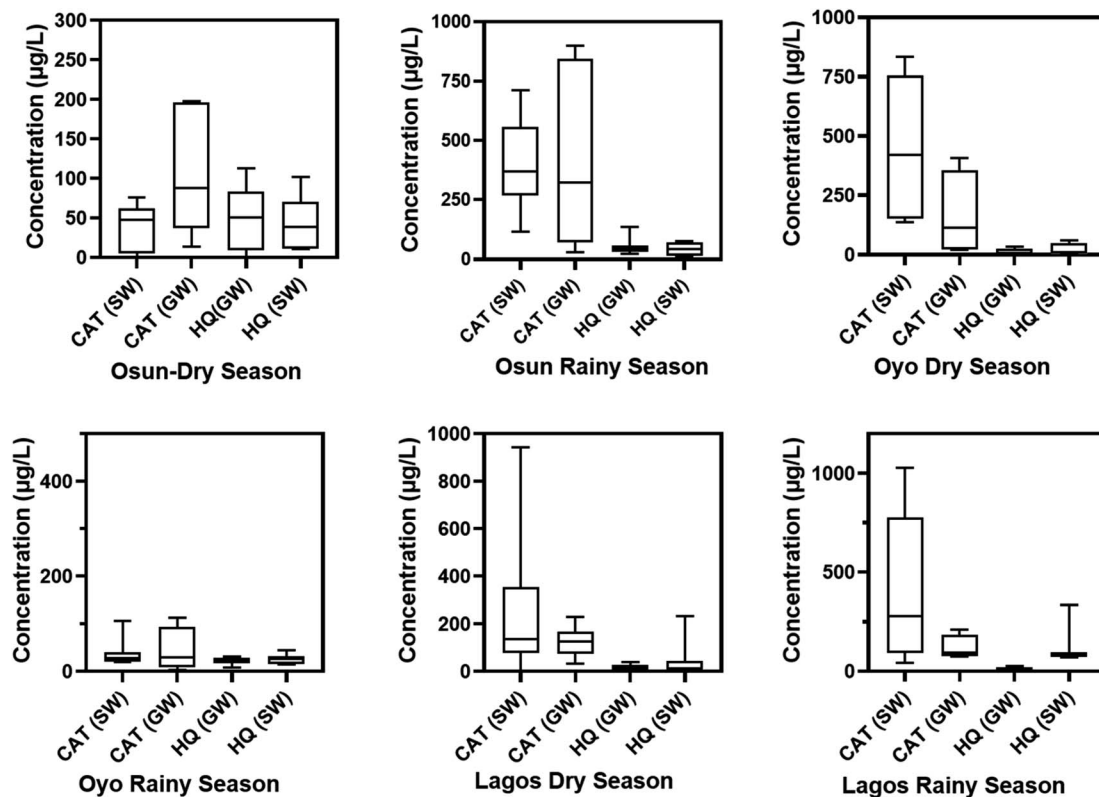 Concentration (µg/L)
300
250
200
150
100
50
0
CAT (SW)
CAT (GW)
HQ(GW)
HQ (SW)
Osun-Dry Season
Concentration (µg/L)
1000
750
500
250
0
CAT (SW)
CAT (GW)
HQ (GW)
HQ (SW)
Osun Rainy Season
Concentration (µg/L)
1000
750
500
250
0
CAT (SW)
CAT (GW)
HQ (GW)
HQ (SW)
Oyo Dry Season
Concentration (µg/L)
400
200
0
CAT (SW)
CAT (GW)
HQ (GW)
HQ (SW)
Oyo Rainy Season
Concentration (µg/L)
1000
800
600
400
200
0
CAT (SW)
CAT (GW)
HQ (GW)
HQ (SW)
Lagos Dry Season
Concentration (µg/L)
1000
500
0
CAT (SW)
CAT (GW)
HQ (GW)
HQ (SW)
Lagos Rainy Season